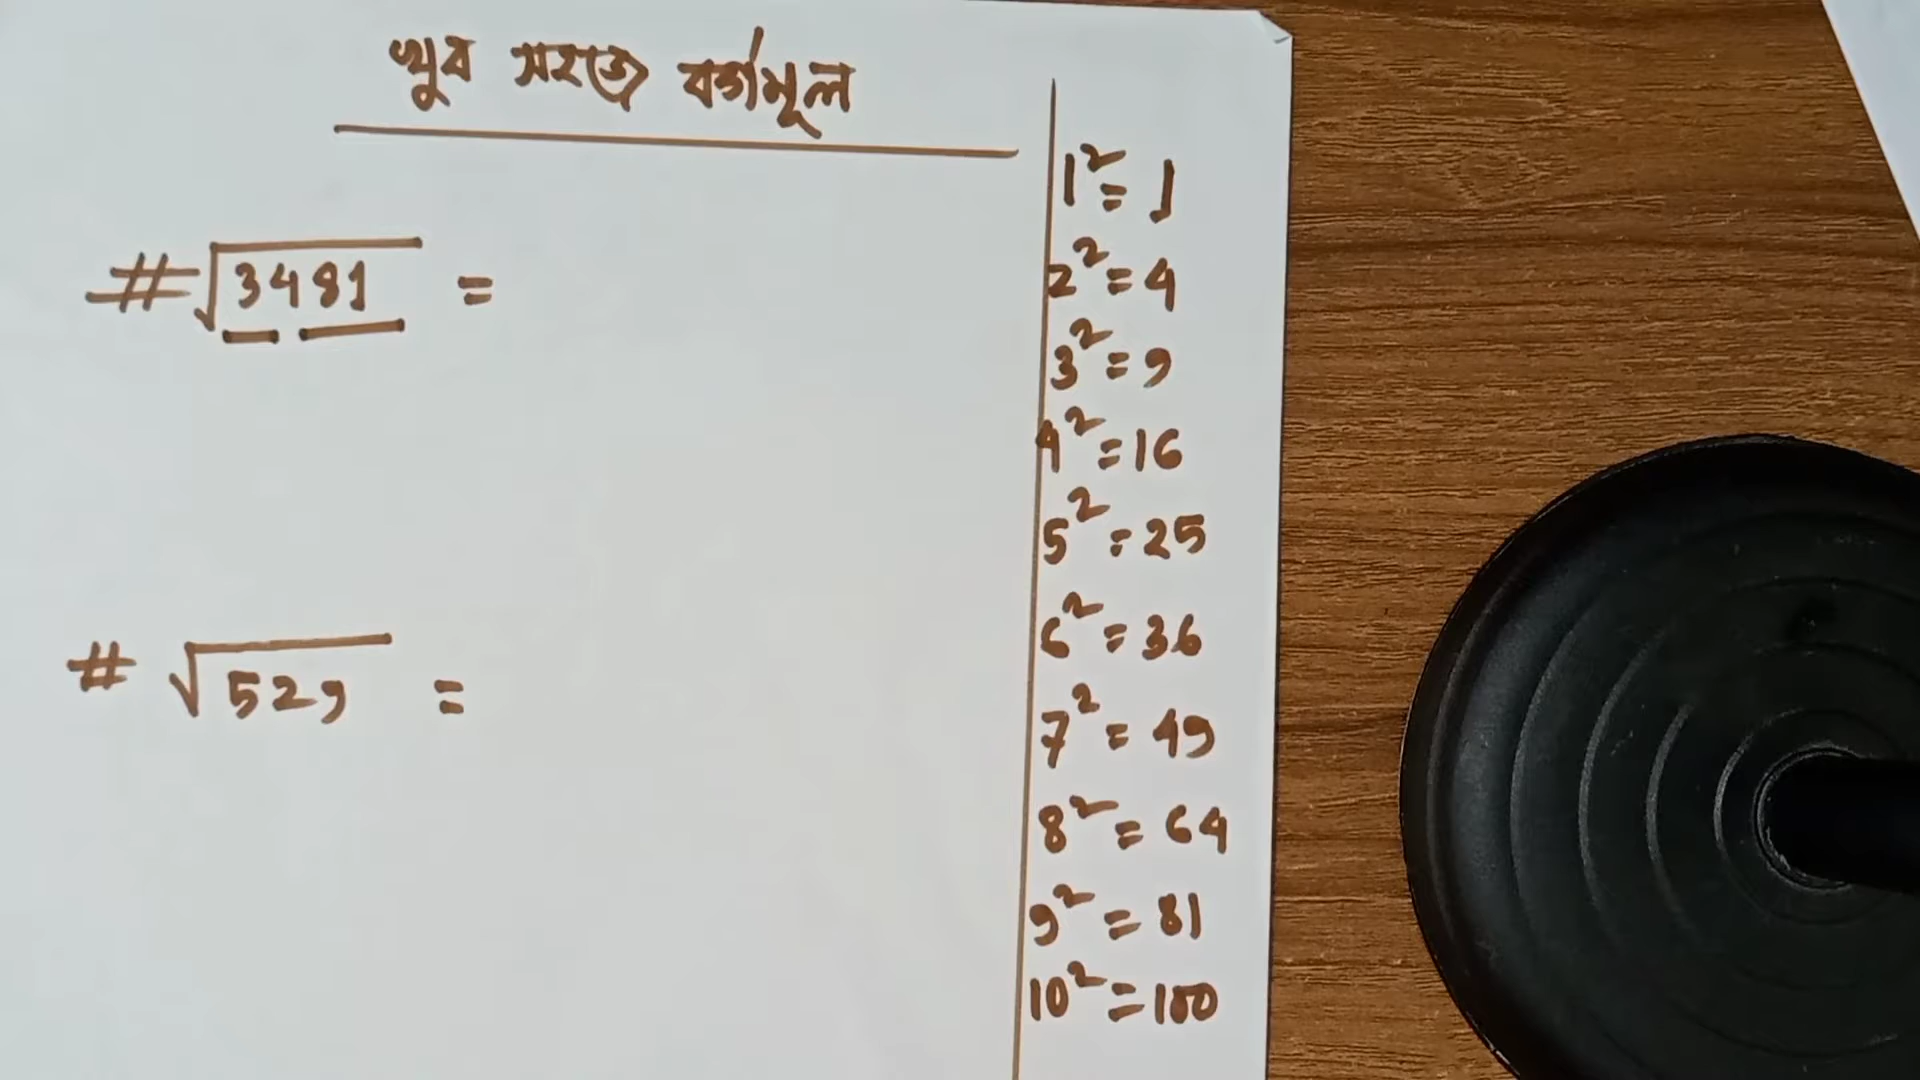 খুব সহজে বর্গমূল
# √3481 =
# √529 =
1² = 1
2² = 4
3² = 9
4² = 16
5² = 25
6² = 36
7² = 49
8² = 64
9² = 81
10² = 100